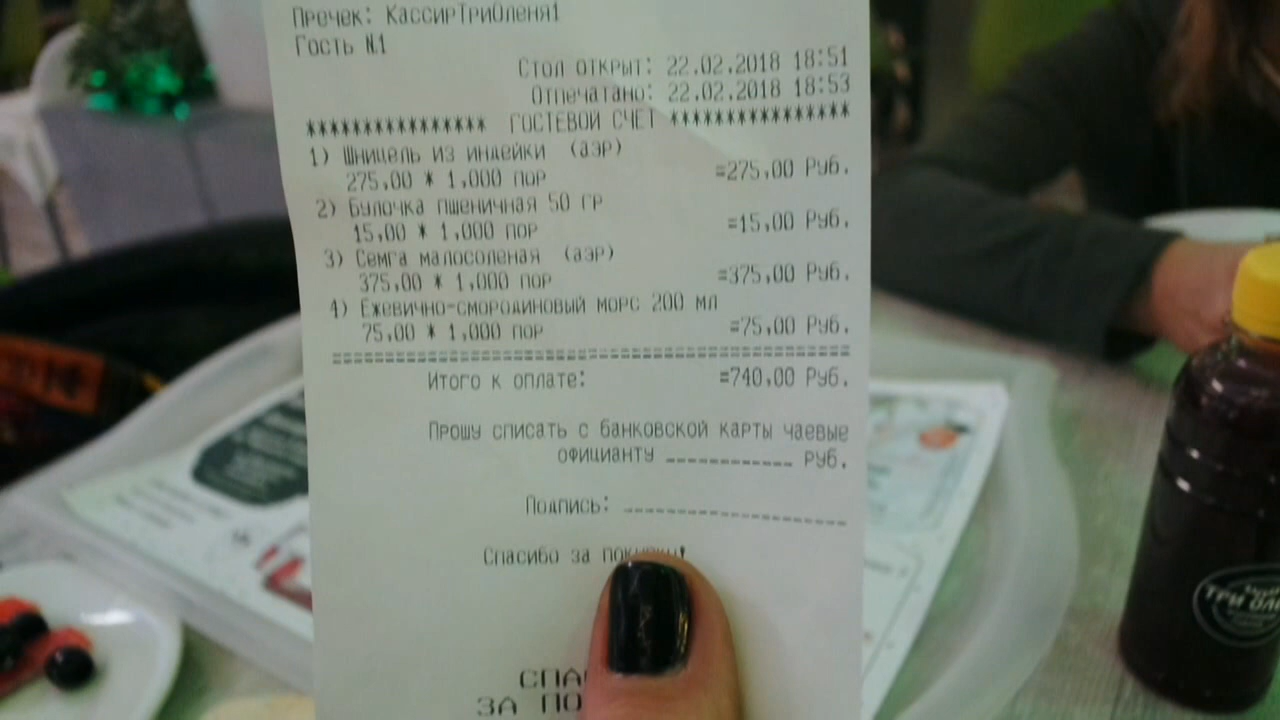 Пречек: КассирТриОленя1
Гость №1
Стол открыт: 22.02.2018 18:51
Отпечатано: 22.02.2018 18:53
**************** ГОСТЕВОЙ СЧЕТ ****************
1) Шницель из индейки (аэр)
275,00 * 1,000 пор =275,00 Руб.
2) Булочка пшеничная 50 гр
15,00 * 1,000 пор =15,00 Руб.
3) Семга малосоленая (аэр)
375,00 * 1,000 пор =375,00 Руб.
4) Ежевично-смородиновый морс 200 мл
75,00 * 1,000 пор =75,00 Руб.
Итого к оплате: =740,00 Руб.
Прошу списать с банковской карты чаевые
официанту ____________ руб.
Подпись: ____________________
Спасибо за
ЗА
ТРИ